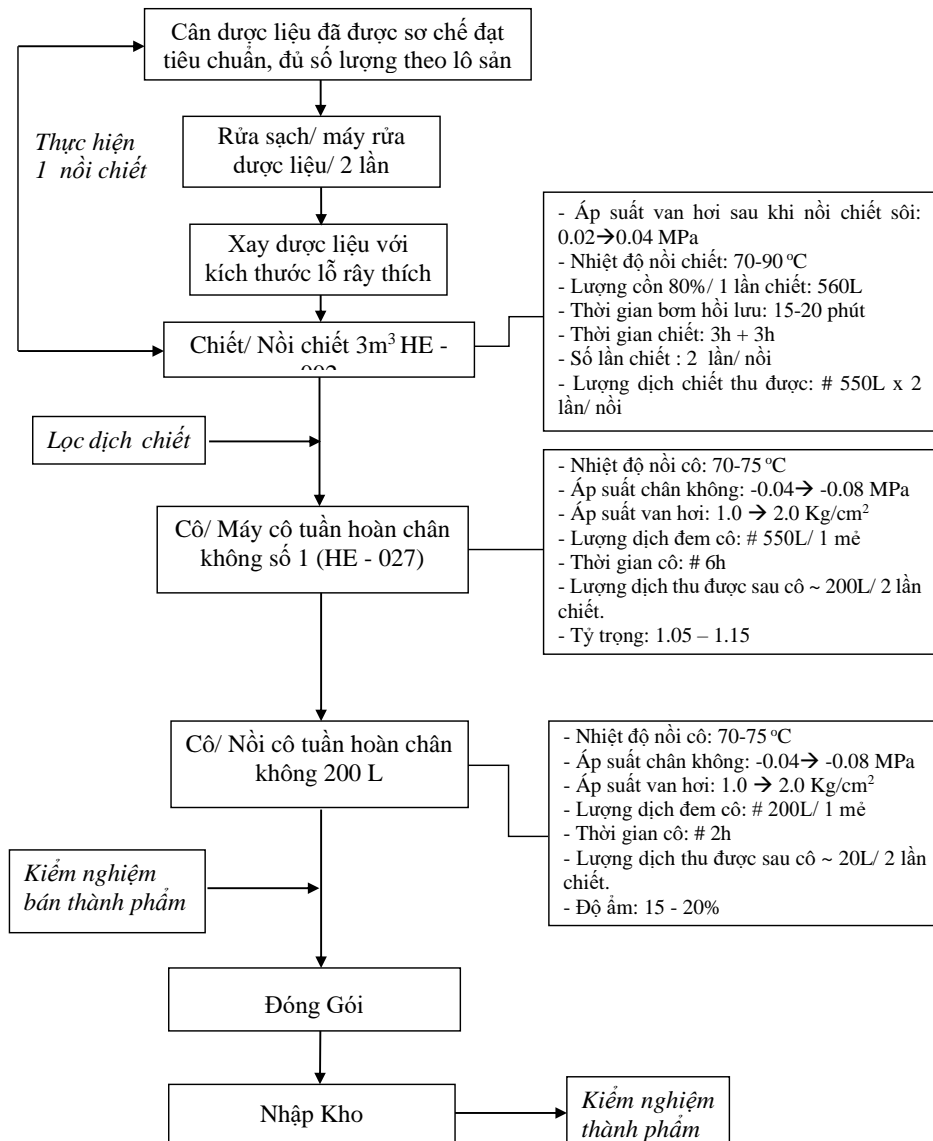 Cân dược liệu đã được sơ chế đạt
tiêu chuẩn, đủ số lượng theo lô sản
Thực hiện
1 nồi chiết
Rửa sạch/ máy rửa
dược liệu/ 2 lần
Xay dược liệu với
kích thước lỗ rây thích
Chiết/ Nồi chiết 3m³ HE -
- Áp suất van hơi sau khi nồi chiết sôi:
0.02→0.04 MPa
- Nhiệt độ nồi chiết: 70-90 °C
- Lượng cồn 80%/ 1 lần chiết: 560L
- Thời gian bơm hồi lưu: 15-20 phút
- Thời gian chiết: 3h + 3h
- Số lần chiết : 2 lần/ nồi
- Lượng dịch chiết thu được: # 550L x 2
lần/ nồi
Lọc dịch chiết
Cô/ Máy cô tuần hoàn chân
không số 1 (HE - 027)
- Nhiệt độ nồi cô: 70-75 °C
- Áp suất chân không: -0.04→ -0.08 MPa
- Áp suất van hơi: 1.0 → 2.0 Kg/cm²
- Lượng dịch đem cô: # 550L/ 1 mẻ
- Thời gian cô: # 6h
- Lượng dịch thu được sau cô ~ 200L/ 2 lần
chiết.
- Tỷ trọng: 1.05 – 1.15
Cô/ Nồi cô tuần hoàn chân
không 200 L
- Nhiệt độ nồi cô: 70-75 °C
- Áp suất chân không: -0.04→ -0.08 MPa
- Áp suất van hơi: 1.0 → 2.0 Kg/cm²
- Lượng dịch đem cô: # 200L/ 1 mẻ
- Thời gian cô: # 2h
- Lượng dịch thu được sau cô ~ 20L/ 2 lần
chiết.
- Độ ẩm: 15 - 20%
Kiểm nghiệm
bán thành phẩm
Đóng Gói
Nhập Kho
Kiểm nghiệm
thành phẩm